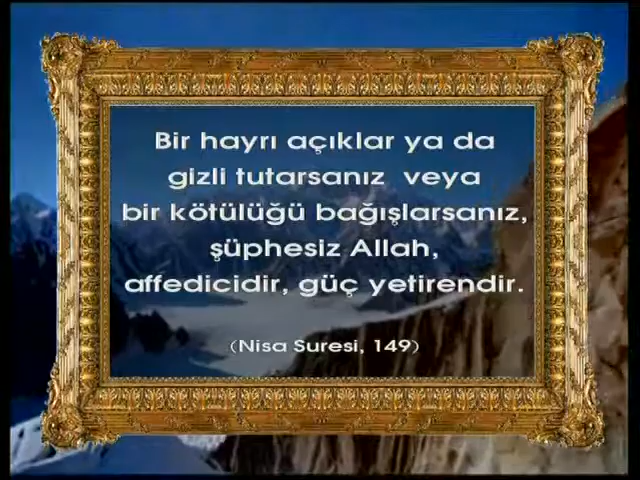 Bir hayrı açıklar ya da
gizli tutarsanız veya
bir kötülüğü bağışlarsanız,
şüphesiz Allah,
affedicidir, güç yetirendir.
(Nisa Suresi, 149)